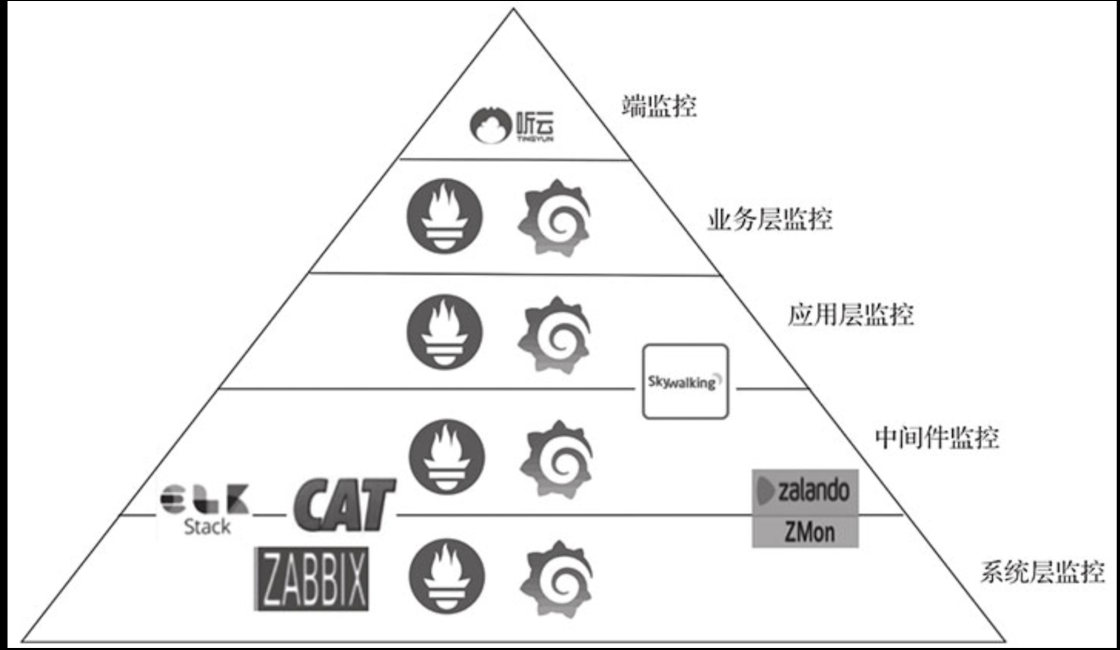 端监控
听云
TINGYUN
业务层监控
应用层监控
Skywalking
中间件监控
ELK
Stack
CAT
zalando
ZMon
ZABBIX
系统层监控